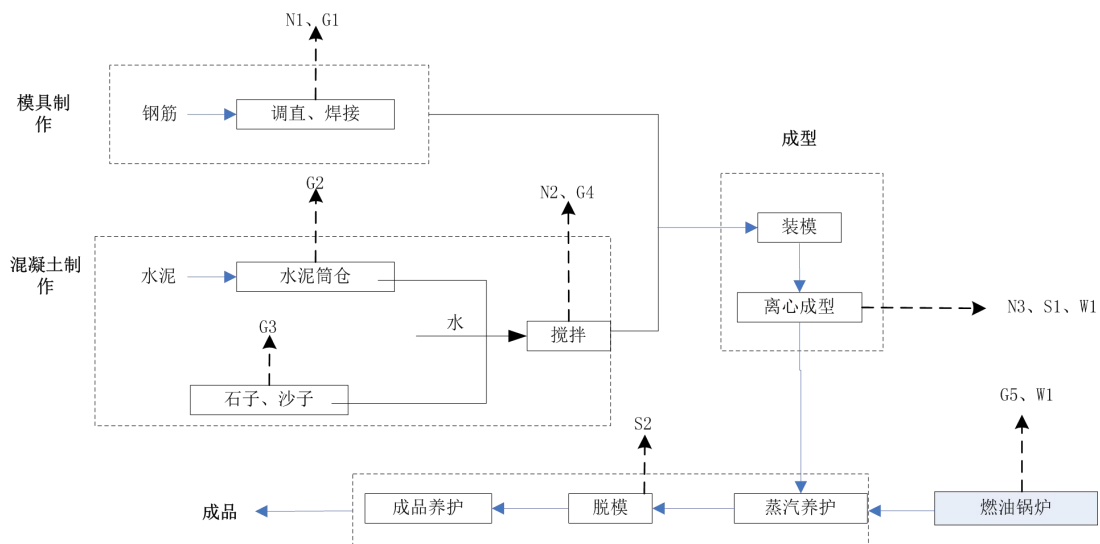 N1、G1
模具制
作
钢筋
调直、焊接
成型
G2
N2、G4
装模
混凝土制
作
水泥
水泥筒仓
离心成型
N3、S1、W1
G3
水
搅拌
石子、沙子
G5、W1
S2
成品
成品养护
脱模
蒸汽养护
燃油锅炉